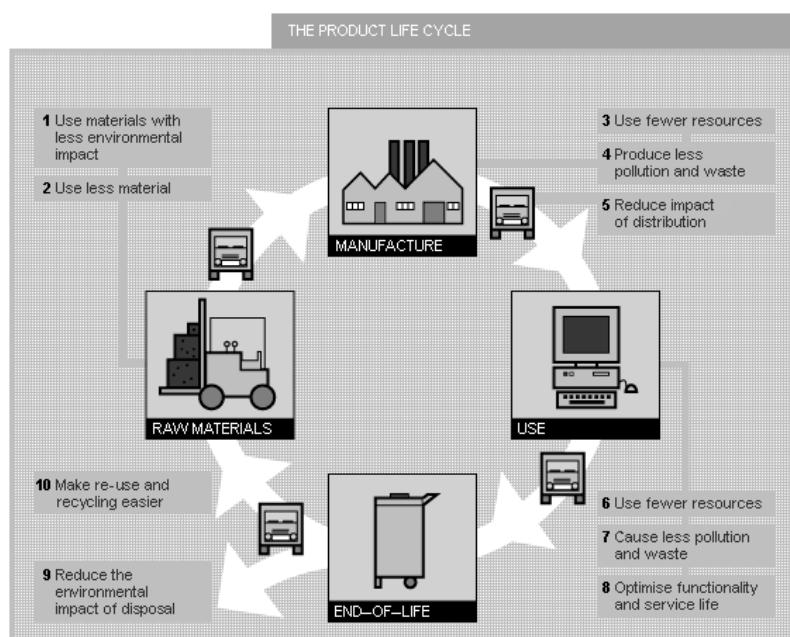 THE PRODUCT LIFE CYCLE
1 Use materials with
less environmental
impact
2 Use less material
3 Use fewer resources
4 Produce less
pollution and waste
5 Reduce impact
of distribution
MANUFACTURE
RAW MATERIALS
USE
10 Make re-use and
recycling easier
9 Reduce the
environmental
impact of disposal
6 Use fewer resources
7 Cause less pollution
and waste
8 Optimise functionality
and service life
END–OF–LIFE